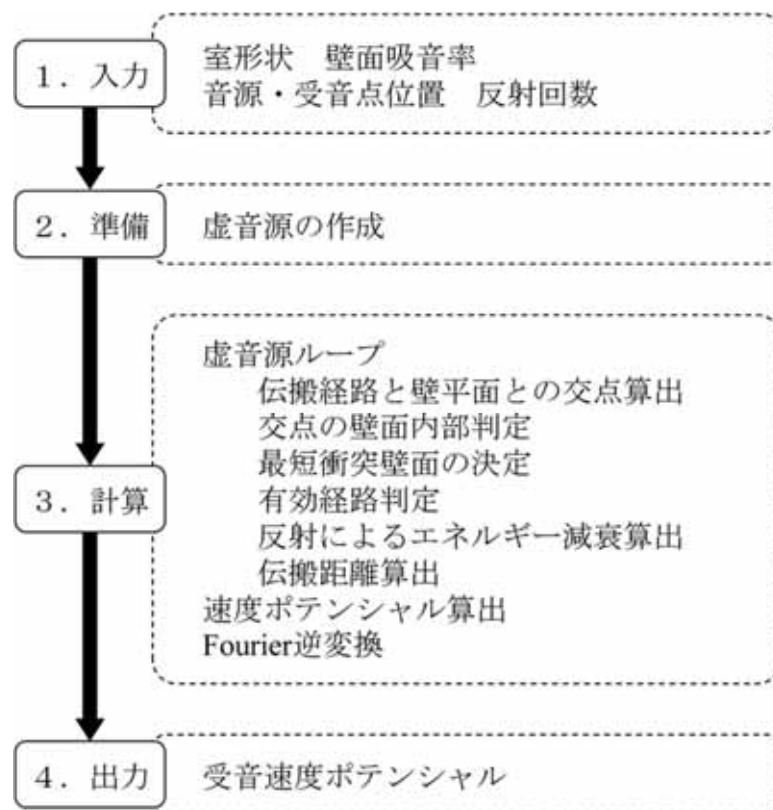 1．入力
室形状 壁面吸音率
音源・受音点位置 反射回数
2．準備
虚音源の作成
3．計算
虚音源ループ
伝搬経路と壁平面との交点算出
交点の壁面内部判定
最短衝突壁面の決定
有効経路判定
反射によるエネルギー減衰算出
伝搬距離算出
速度ポテンシャル算出
Fourier逆変換
4．出力
受音速度ポテンシャル